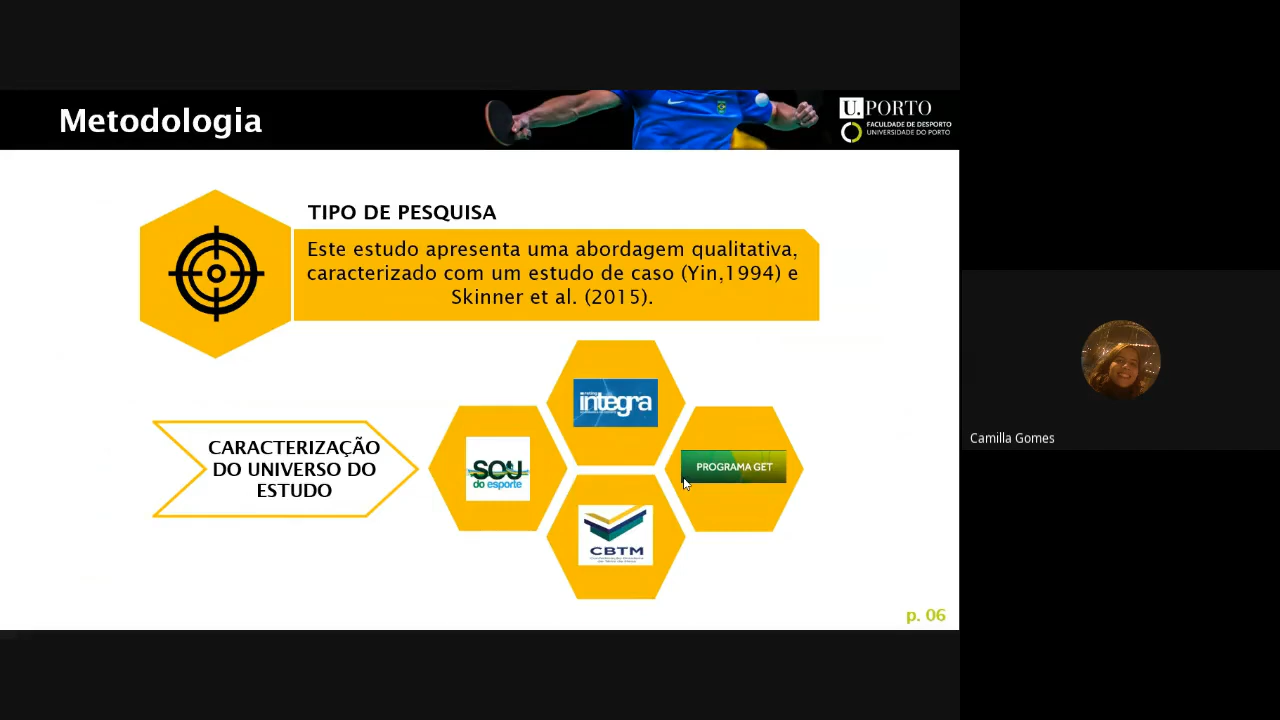 Metodologia
U.PORTO
FACULDADE DE DESPORTO
UNIVERSIDADE DO PORTO
TIPO DE PESQUISA
Este estudo apresenta uma abordagem qualitativa,
caracterizado com um estudo de caso (Yin,1994) e
Skinner et al. (2015).
integra
CARACTERIZAÇÃO
DO UNIVERSO DO
ESTUDO
SOU
do esporte
PROGRAMA GET
CBTM
Camilla Gomes
p. 06